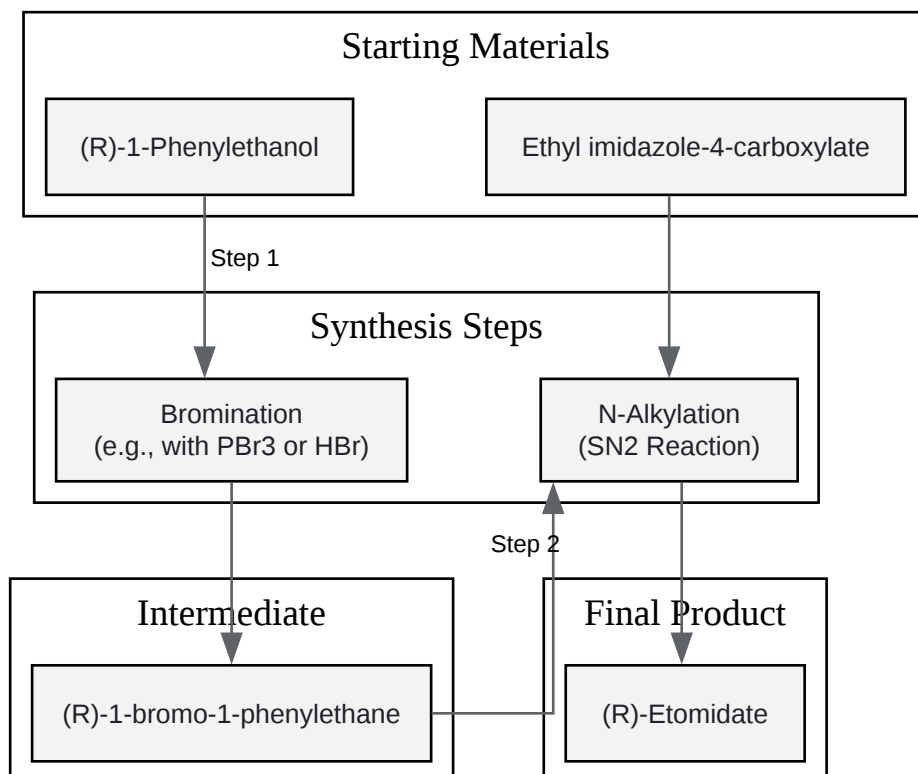 Starting Materials
(R)-1-Phenylethanol
Ethyl imidazole-4-carboxylate
Step 1
Synthesis Steps
Bromination
(e.g., with PBr3 or HBr)
N-Alkylation
(SN2 Reaction)
Step 2
Intermediate
(R)-1-bromo-1-phenylethane
Final Product
(R)-Etomidate